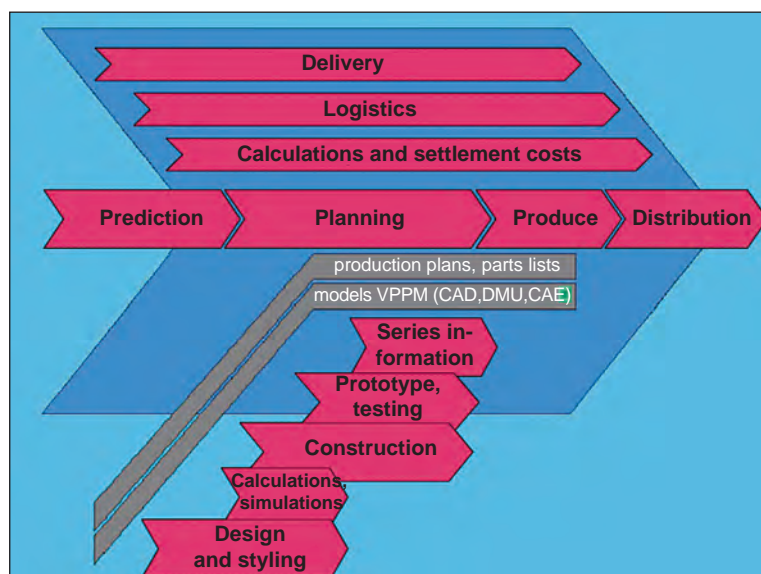 Delivery
Logistics
Calculations and settlement costs
Prediction
Planning
Produce
Distribution
production plans, parts lists
models VPPM (CAD,DMU,CAE)
Series in-
formation
Prototype,
testing
Construction
Calculations,
simulations
Design
and styling